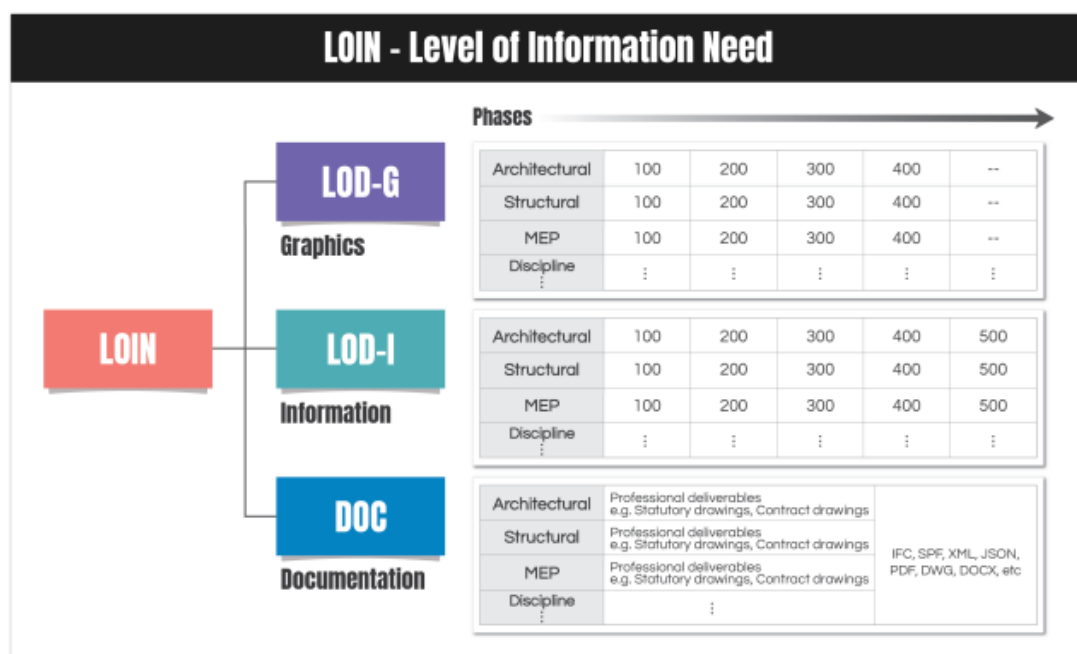 LOIN - Level of Information Need
Phases
LOIN
LOD-G
Graphics
Architectural 100 200 300 400 --
Structural 100 200 300 400 --
MEP 100 200 300 400 --
Discipline
⋮ ⋮ ⋮ ⋮ ⋮ ⋮
LOD-I
Information
Architectural 100 200 300 400 500
Structural 100 200 300 400 500
MEP 100 200 300 400 500
Discipline
⋮ ⋮ ⋮ ⋮ ⋮ ⋮
DOC
Documentation
Architectural
Professional deliverables
e.g. Statutory drawings, Contract drawings
Structural
Professional deliverables
e.g. Statutory drawings, Contract drawings
MEP
Professional deliverables
e.g. Statutory drawings, Contract drawings
Discipline
⋮ ⋮
IFC, SPF, XML, JSON,
PDF, DWG, DOCX, etc